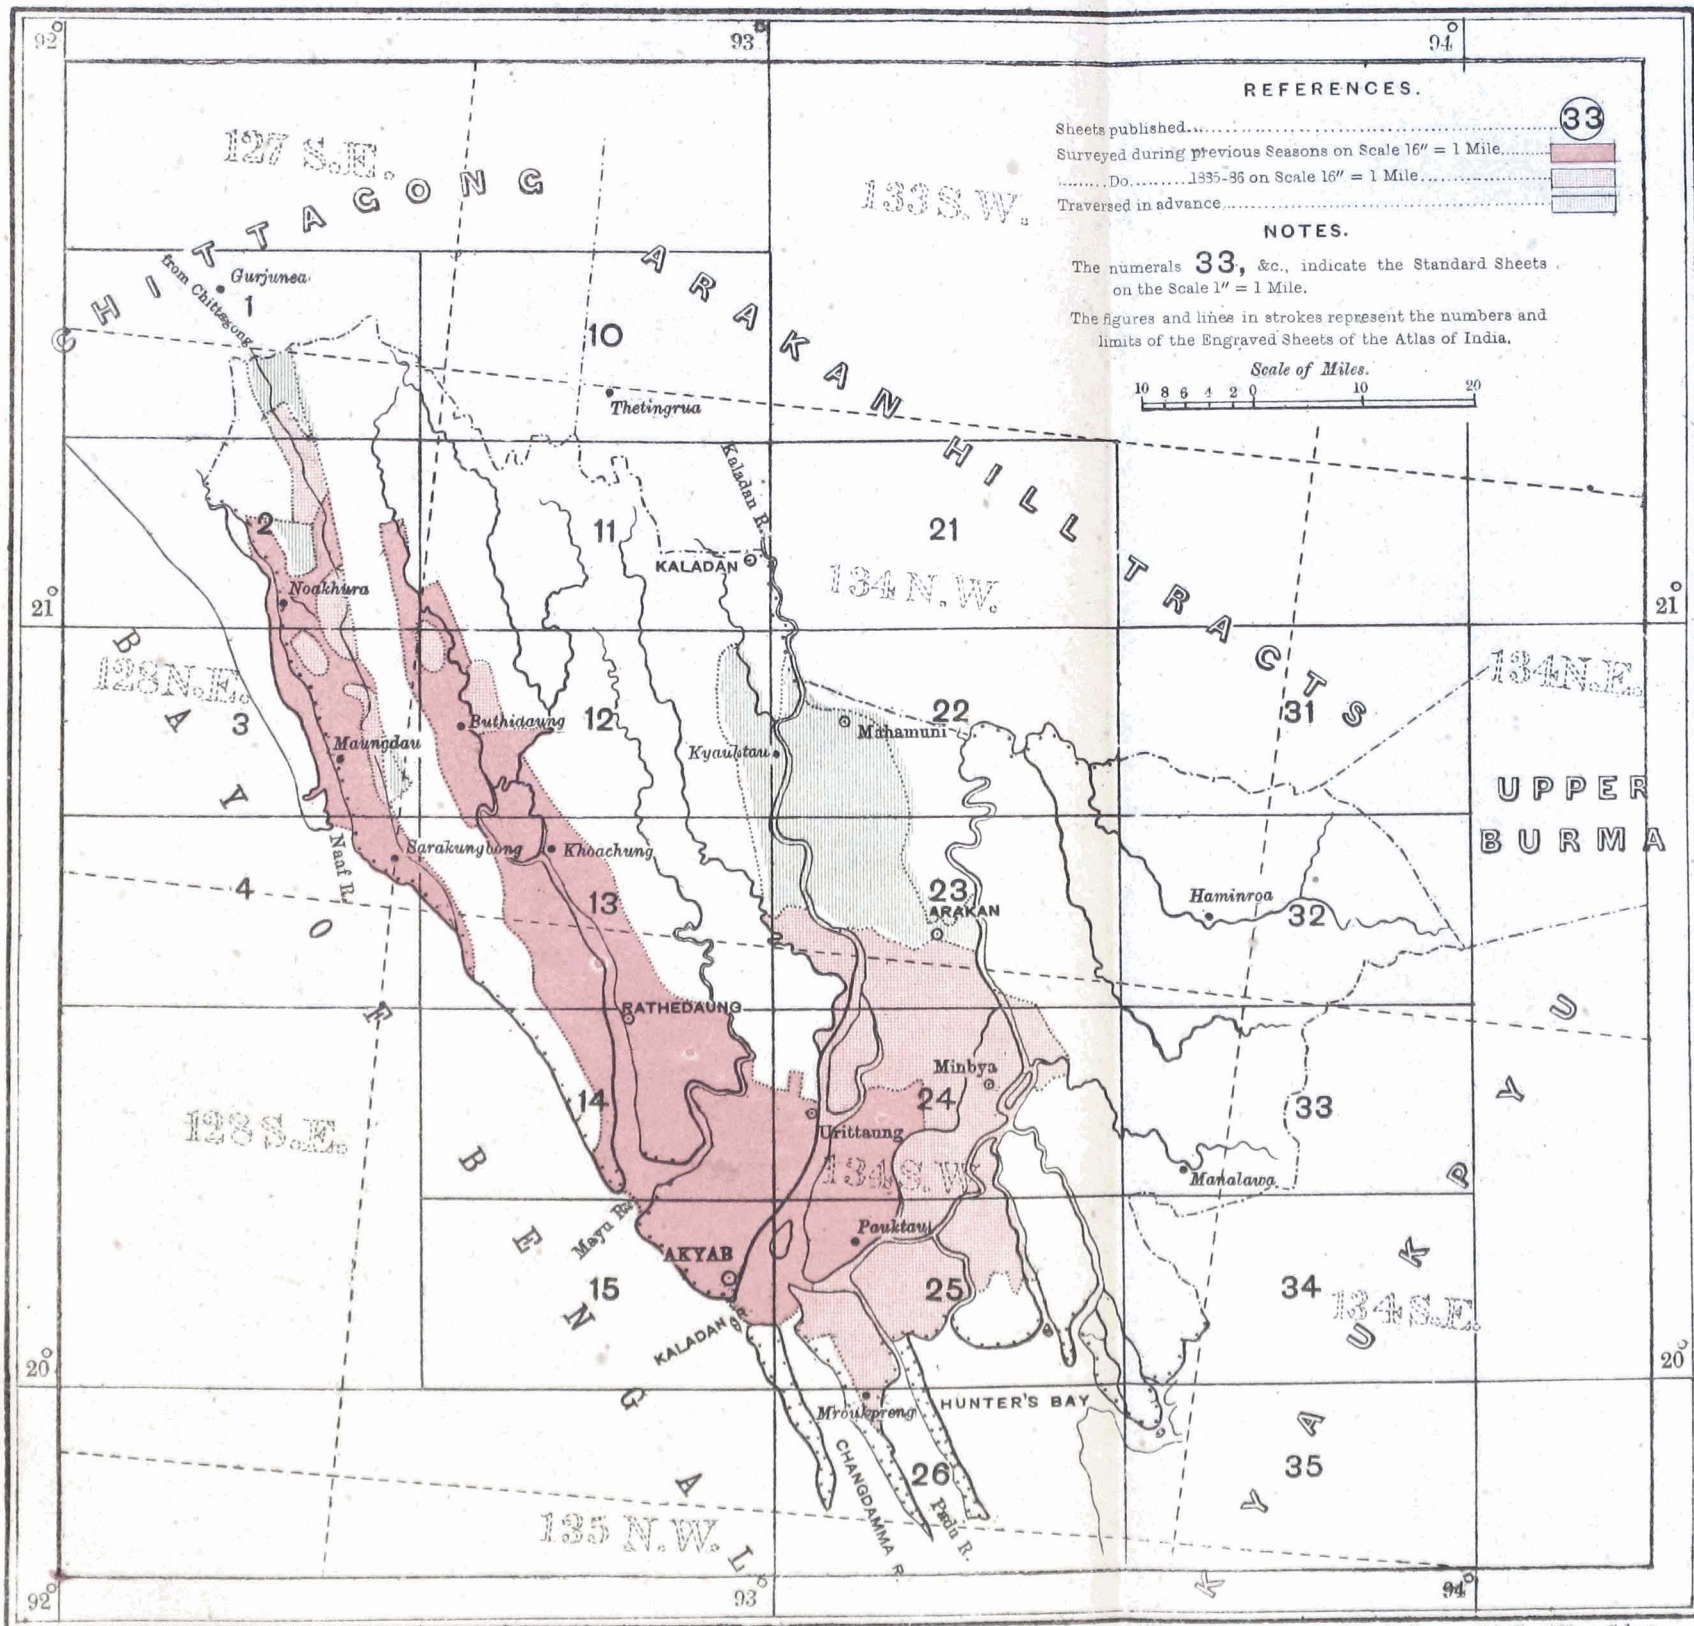 92°
93°
94°
REFERENCES.
Sheets published 33
Surveyed during previous Seasons on Scale 16″ = 1 Mile
Do. 1885-86 on Scale 16″ = 1 Mile
Traversed in advance
NOTES.
The numerals 33, &c., indicate the Standard Sheets
on the Scale 1″ = 1 Mile.
The figures and lines in strokes represent the numbers and
limits of the Engraved Sheets of the Atlas of India.
Scale of Miles.
10 8 6 4 2 0 10 20
127 S.E.
133 S.W.
CHITTAGONG
ARAKAN HILL TRACTS
from Chittagong
Gurjunea
1
10
Thetingrua
Kaladan R.
2
11
21
KALADAN
134 N.W.
Noakhura
21°
21°
BAY OF BENGAL
128 N.E.
134 N.E.
3
Buthidaung
12
22
31
Mahamuni
Maungdau
Kyauktau
UPPER
BURMA
Naaf R.
Sarakungbong
Khoachung
4
13
23
ARAKAN
Haminroa
32
RATHEDAUNG
KYAUKPYU
Minbya
14
24
33
128 S.E.
Urittaung
134 S.W.
Manalawa
Mayu R.
Pauktau
AKYAB
15
25
34
134 S.E.
KALADAN
20°
20°
HUNTER'S BAY
Mroukpreng
CHANGDAMMA R.
26
Padu R.
35
135 N.W.
92°
93°
94°